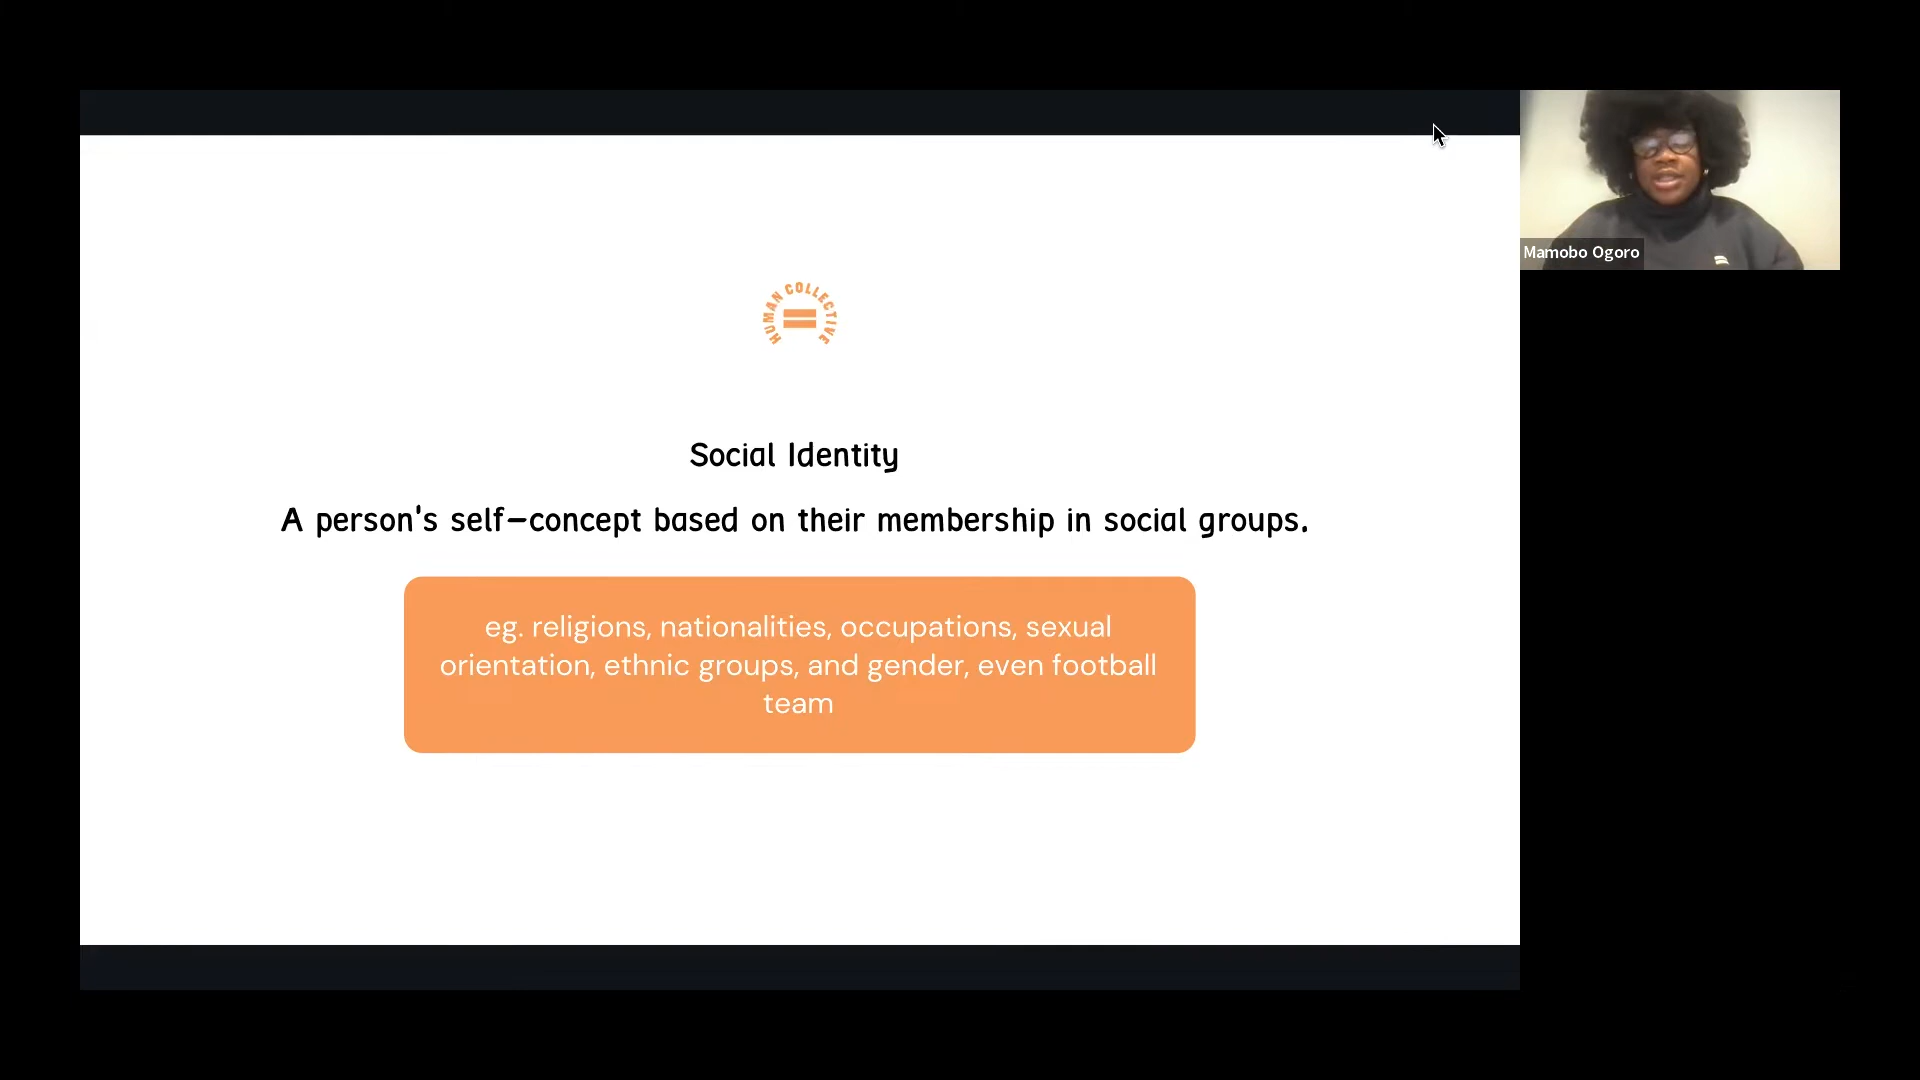 HUMAN COLLECTIVE
Mamobo Ogoro
Social Identity
A person's self-concept based on their membership in social groups.
eg. religions, nationalities, occupations, sexual
orientation, ethnic groups, and gender, even football
team